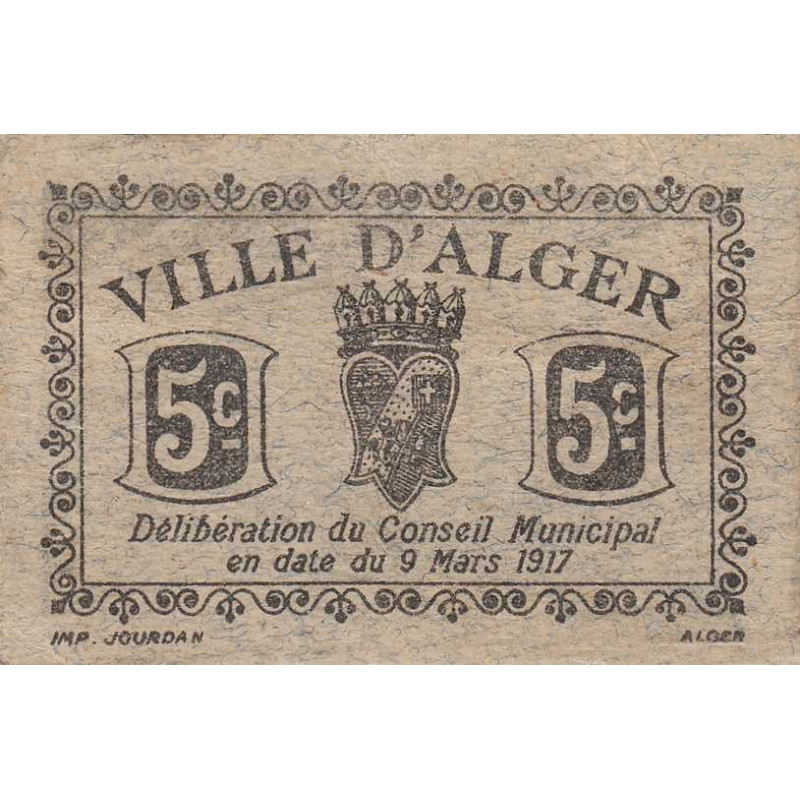 VILLE D'ALGER
5c. 5c.
Délibération du Conseil Municipal
en date du 9 Mars 1917
IMP. JOURDAN ALGER